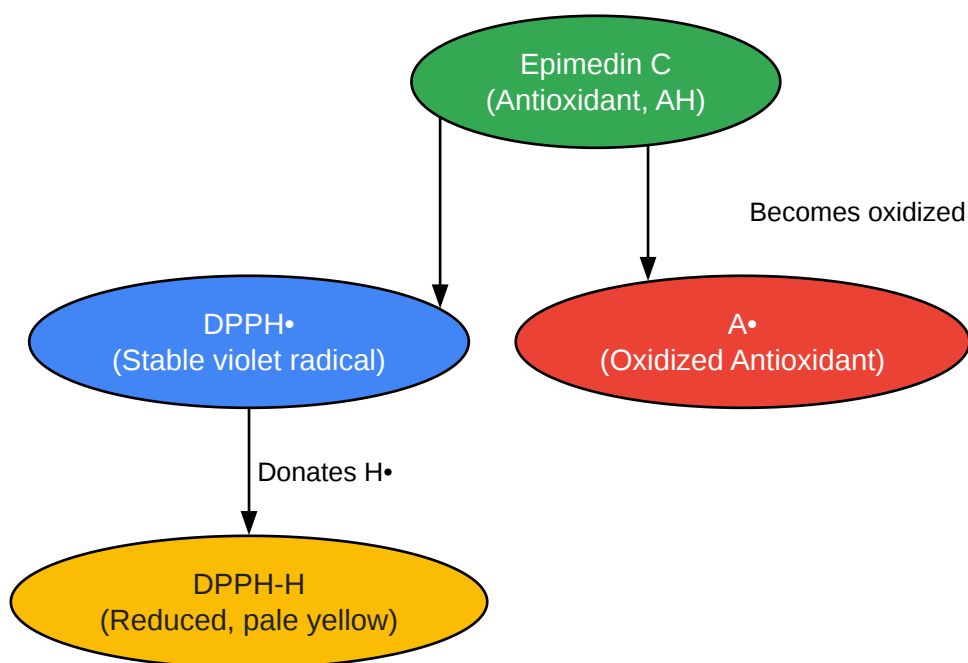 Epimedin C
(Antioxidant, AH)
Becomes oxidized
DPPH•
(Stable violet radical)
A•
(Oxidized Antioxidant)
Donates H•
DPPH-H
(Reduced, pale yellow)